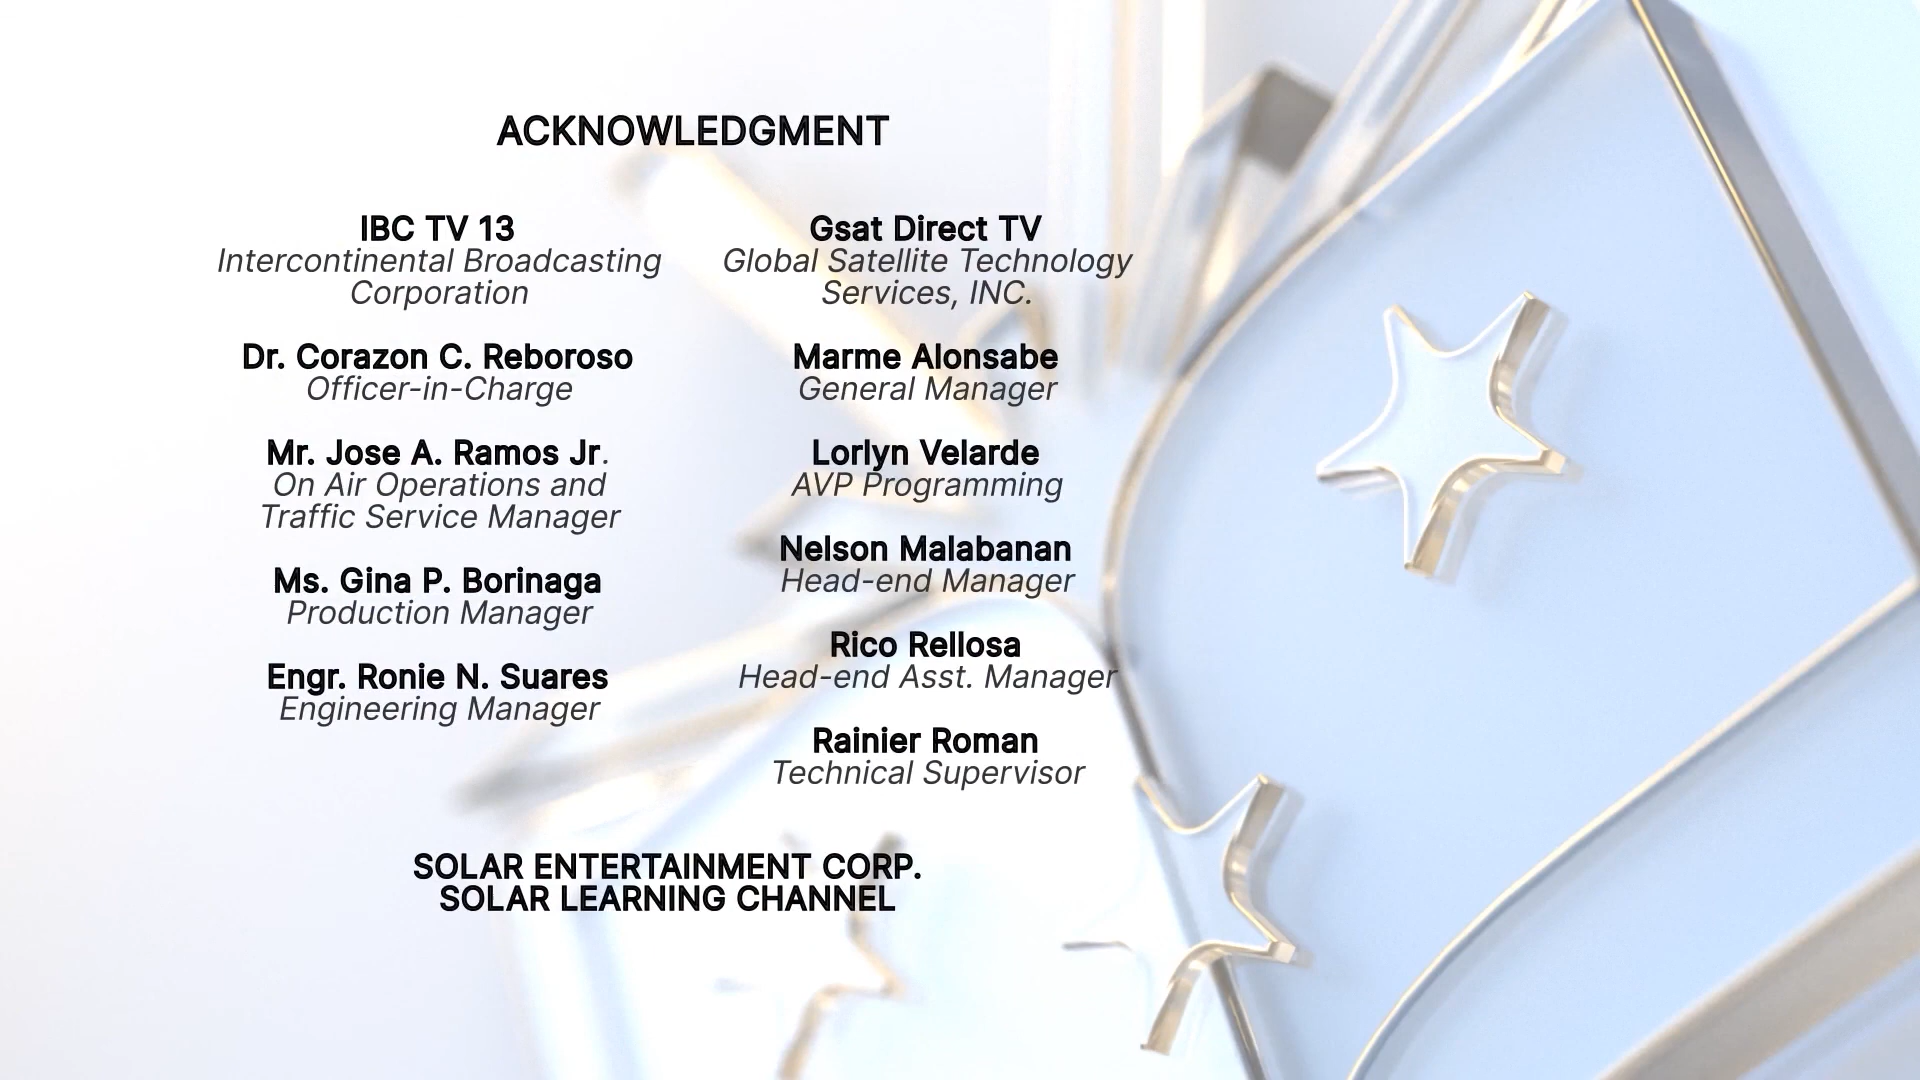 ACKNOWLEDGMENT
IBC TV 13
Intercontinental Broadcasting
Corporation
Dr. Corazon C. Reboroso
Officer-in-Charge
Mr. Jose A. Ramos Jr.
On Air Operations and
Traffic Service Manager
Ms. Gina P. Borinaga
Production Manager
Engr. Ronie N. Suares
Engineering Manager
Gsat Direct TV
Global Satellite Technology
Services, INC.
Marme Alonsabe
General Manager
Lorlyn Velarde
AVP Programming
Nelson Malabanan
Head-end Manager
Rico Rellosa
Head-end Asst. Manager
Rainier Roman
Technical Supervisor
SOLAR ENTERTAINMENT CORP.
SOLAR LEARNING CHANNEL